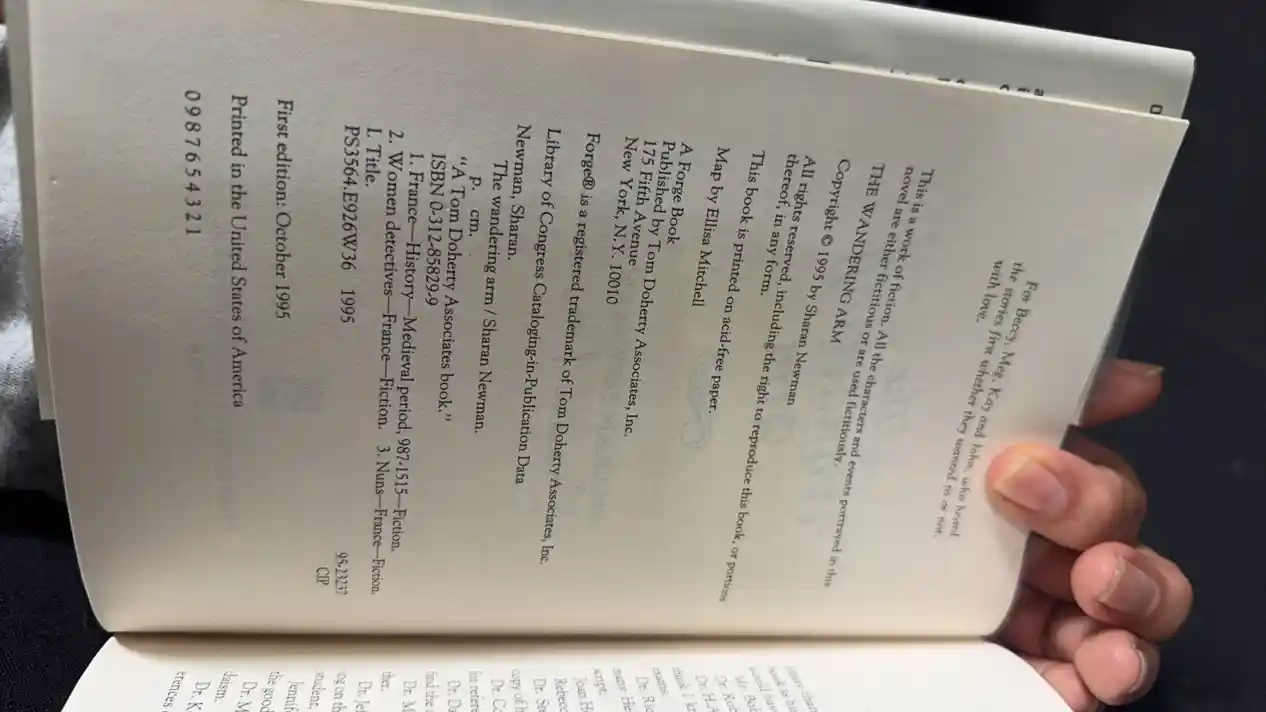 For Beccy, Meg, Kay and John, who heard
the stories first whether they wanted to or not,
with love.
This is a work of fiction. All the characters and events portrayed in this
novel are either fictitious or are used fictitiously.
THE WANDERING ARM
Copyright © 1995 by Sharan Newman
All rights reserved, including the right to reproduce this book, or portions
thereof, in any form.
This book is printed on acid-free paper.
Map by Ellisa Mitchell
A Forge Book
Published by Tom Doherty Associates, Inc.
175 Fifth Avenue
New York, N.Y. 10010
Forge® is a registered trademark of Tom Doherty Associates, Inc.
Library of Congress Cataloging-in-Publication Data
Newman, Sharan.
The wandering arm / Sharan Newman.
p. cm.
"A Tom Doherty Associates book."
ISBN 0-312-85829-9
1. France—History—Medieval period, 987-1515—Fiction.
2. Women detectives—France—Fiction. 3. Nuns—France—Fiction.
I. Title.
PS3564.E926W36 1995
95-23237
CIP
First edition: October 1995
Printed in the United States of America
0 9 8 7 6 5 4 3 2 1